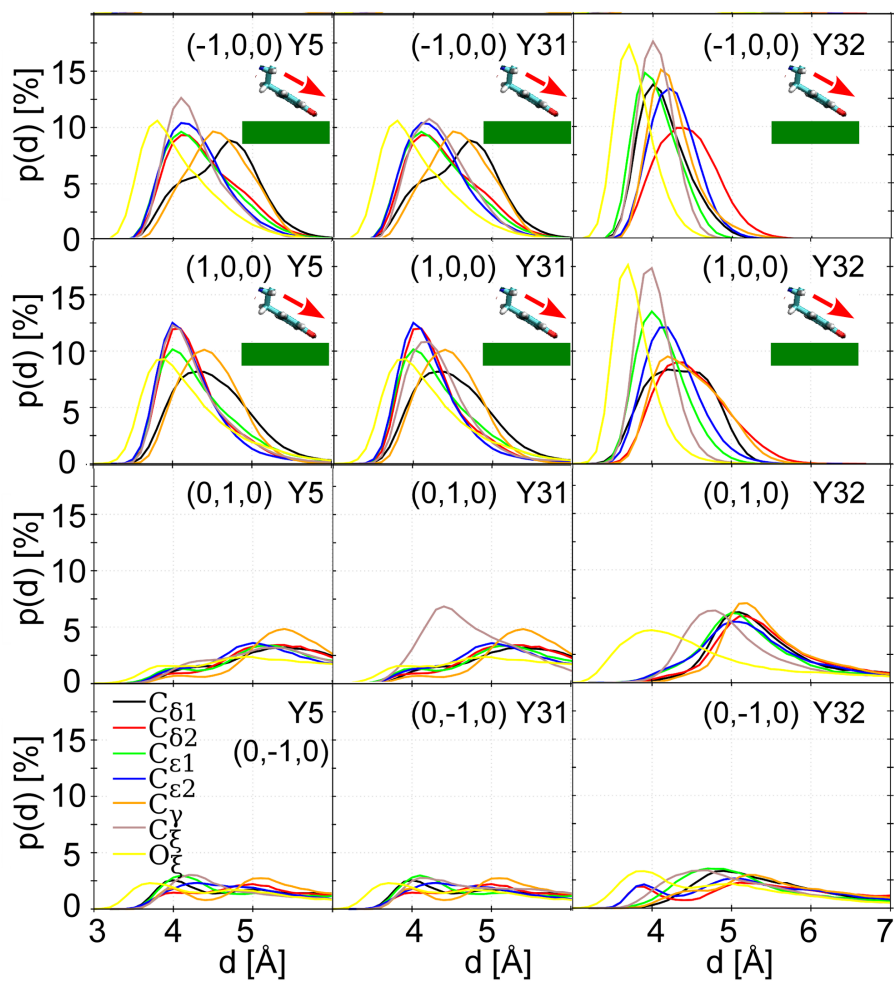 (-1,0,0) Y5
(-1,0,0) Y31
(-1,0,0) Y32
p(d) [%]
15
10
5
0
(1,0,0) Y5
(1,0,0) Y31
(1,0,0) Y32
p(d) [%]
15
10
5
0
(0,1,0) Y5
(0,1,0) Y31
(0,1,0) Y32
p(d) [%]
15
10
5
0
Y5
(0,-1,0)
(0,-1,0) Y31
(0,-1,0) Y32
p(d) [%]
15
10
5
0
Cδ1
Cδ2
Cε1
Cε2
Cγ
Cξ
Oξ
3 4 5 4 5 6 4 5 6 7
d [Å] d [Å] d [Å]